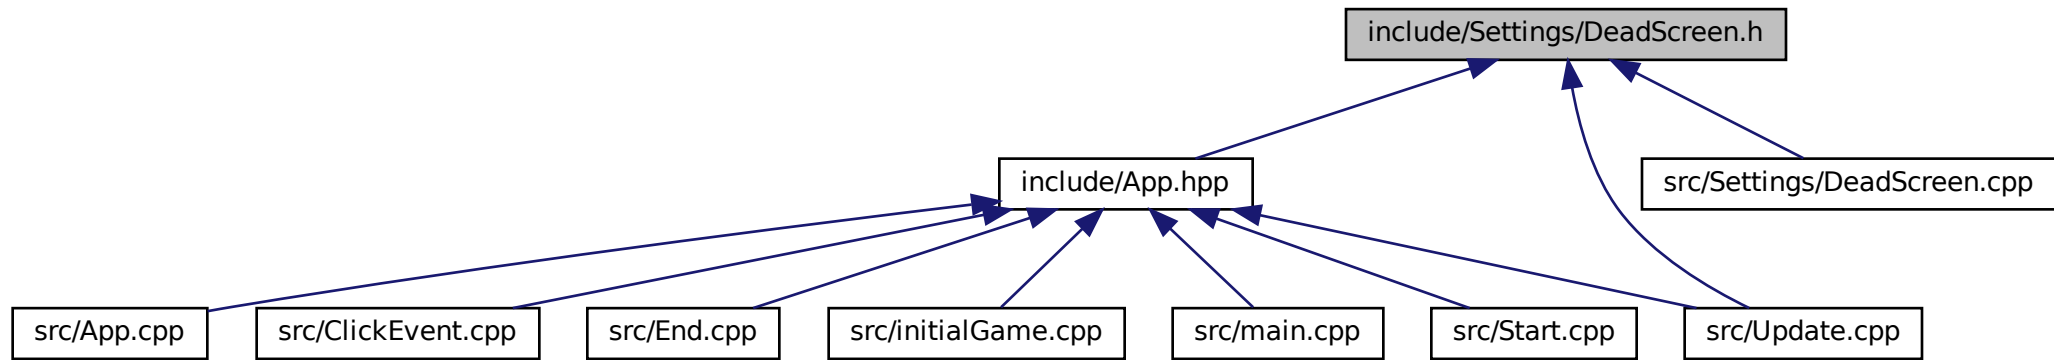 include/Settings/DeadScreen.h
include/App.hpp
src/Settings/DeadScreen.cpp
src/App.cpp
src/ClickEvent.cpp
src/End.cpp
src/initialGame.cpp
src/main.cpp
src/Start.cpp
src/Update.cpp